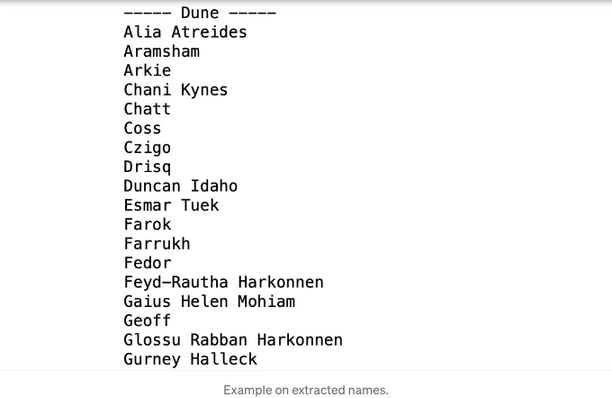 ----- Dune -----
Alia Atreides
Aramsham
Arkie
Chani Kynes
Chatt
Coss
Czigo
Drisq
Duncan Idaho
Esmar Tuek
Farok
Farrukh
Fedor
Feyd-Rautha Harkonnen
Gaius Helen Mohiam
Geoff
Glossu Rabban Harkonnen
Gurney Halleck
Example on extracted names.